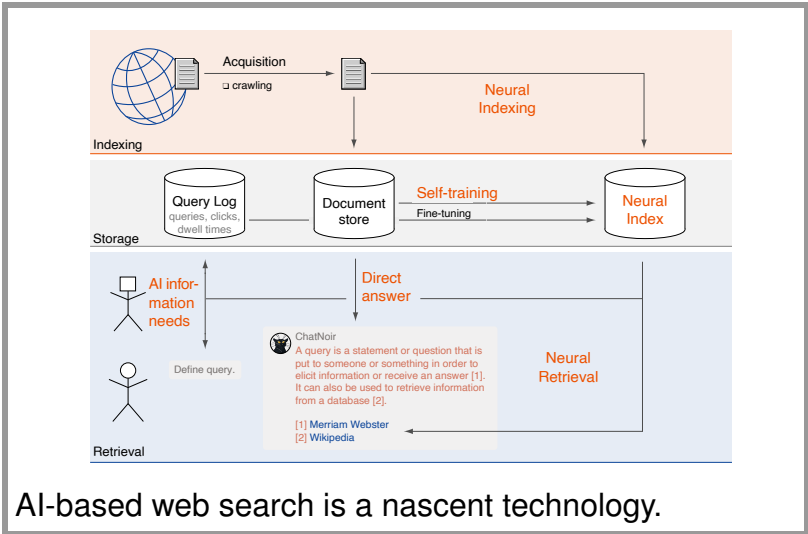 Acquisition
❑ crawling
Neural
Indexing
Indexing
Query Log
queries, clicks,
dwell times
Document
store
Self-training
Fine-tuning
Neural
Index
Storage
AI infor-
mation
needs
Direct
answer
Define query.
ChatNoir
A query is a statement or question that is
put to someone or something in order to
elicit information or receive an answer [1].
It can also be used to retrieve information
from a database [2].
[1] Merriam Webster
[2] Wikipedia
Neural
Retrieval
Retrieval
AI-based web search is a nascent technology.